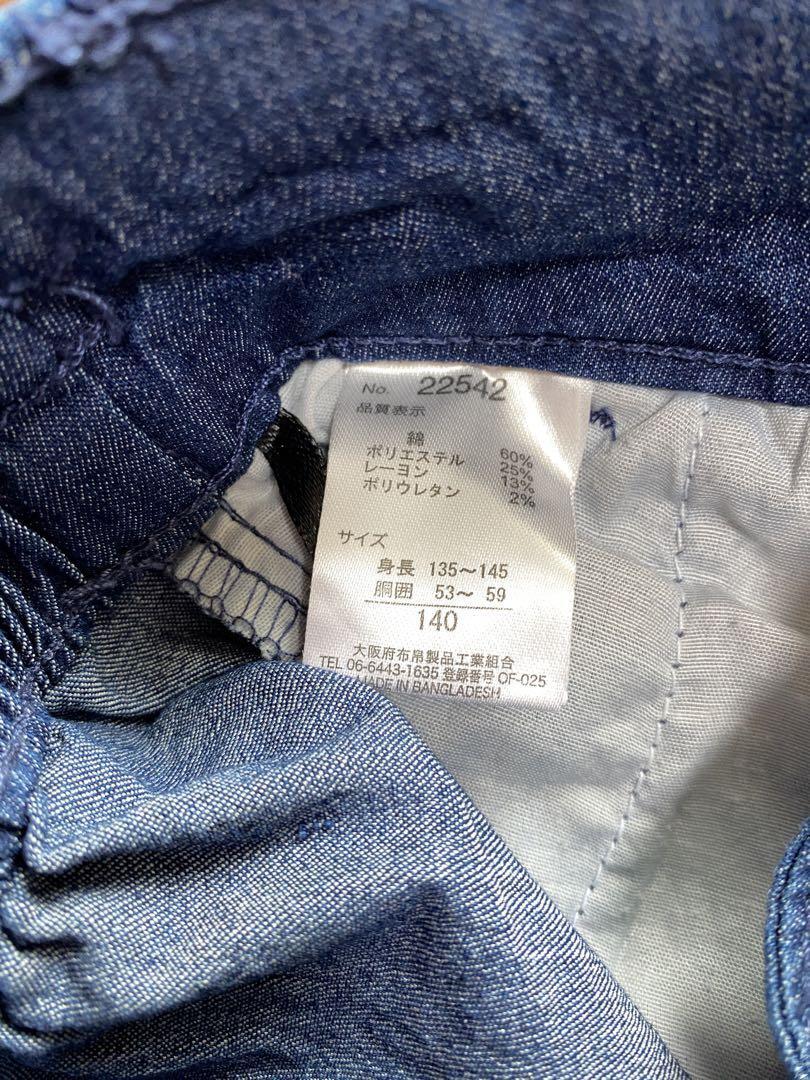 No. 22542
品質表示
綿 60%
ポリエステル 25%
レーヨン 13%
ポリウレタン 2%
サイズ
身長 135〜145
胴囲 53〜 59
140
大阪府布帛製品工業組合
TEL 06-6443-1635 登録番号 OF-025
MADE IN BANGLADESH